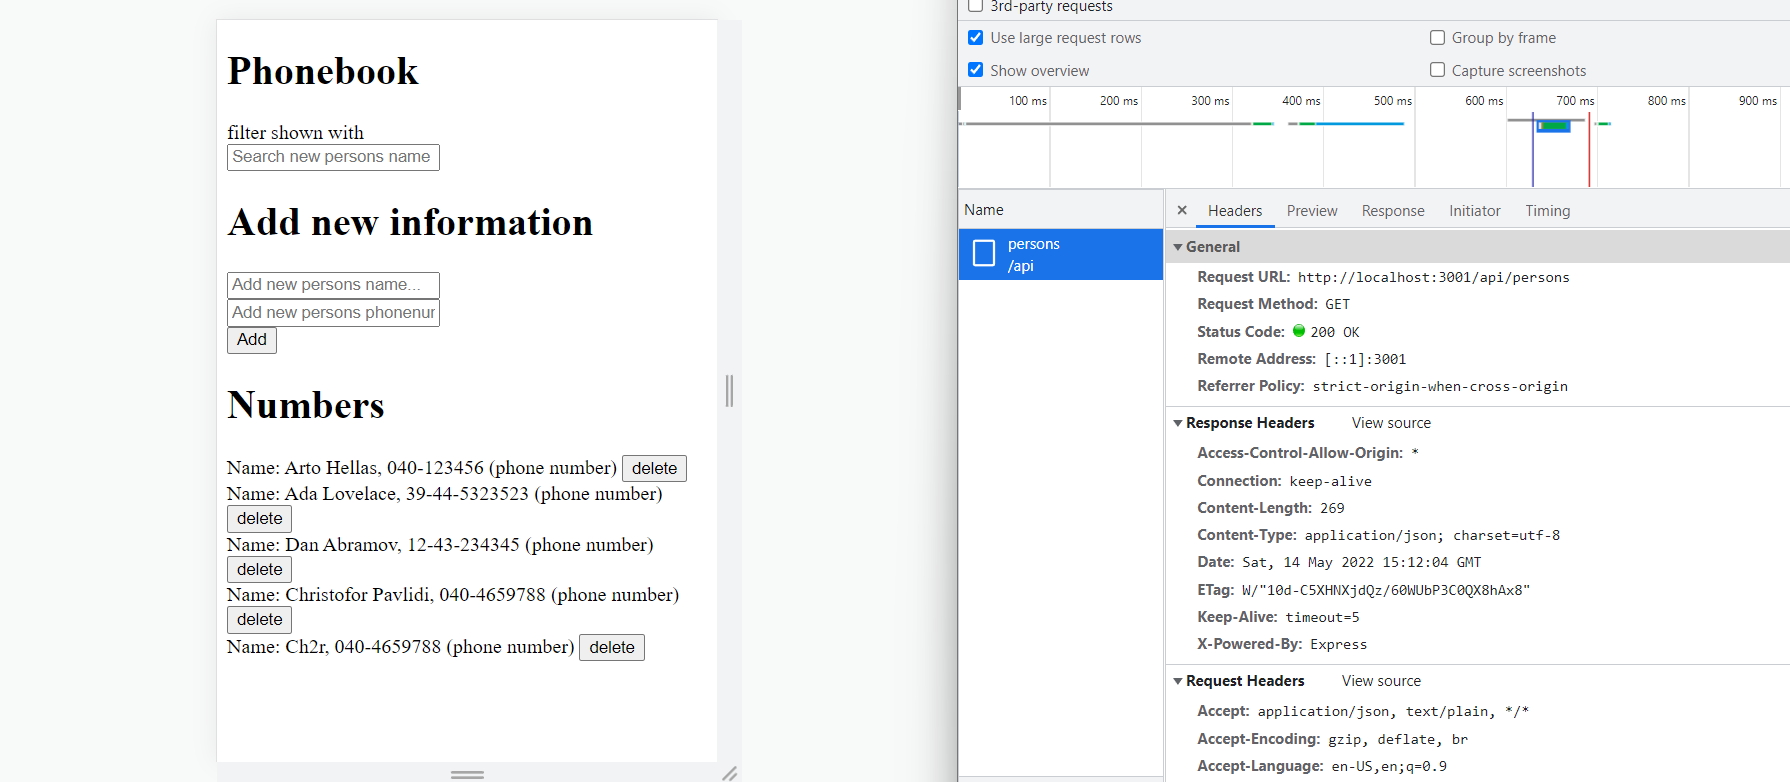 Phonebook
filter shown with
Search new persons name
Add new information
Add new persons name...
Add new persons phonenur
Add
Numbers
Name: Arto Hellas, 040-123456 (phone number) delete
Name: Ada Lovelace, 39-44-5323523 (phone number)
delete
Name: Dan Abramov, 12-43-234345 (phone number)
delete
Name: Christofor Pavlidi, 040-4659788 (phone number)
delete
Name: Ch2r, 040-4659788 (phone number) delete
3rd-party requests
Use large request rows
Group by frame
Show overview
Capture screenshots
100 ms 200 ms 300 ms 400 ms 500 ms 600 ms 700 ms 800 ms 900 ms
Name
persons
/api
× Headers Preview Response Initiator Timing
General
Request URL: http://localhost:3001/api/persons
Request Method: GET
Status Code: 200 OK
Remote Address: [::1]:3001
Referrer Policy: strict-origin-when-cross-origin
Response Headers View source
Access-Control-Allow-Origin: *
Connection: keep-alive
Content-Length: 269
Content-Type: application/json; charset=utf-8
Date: Sat, 14 May 2022 15:12:04 GMT
ETag: W/"10d-C5XHNXjdQz/60WUbP3C0QX8hAx8"
Keep-Alive: timeout=5
X-Powered-By: Express
Request Headers View source
Accept: application/json, text/plain, */*
Accept-Encoding: gzip, deflate, br
Accept-Language: en-US,en;q=0.9